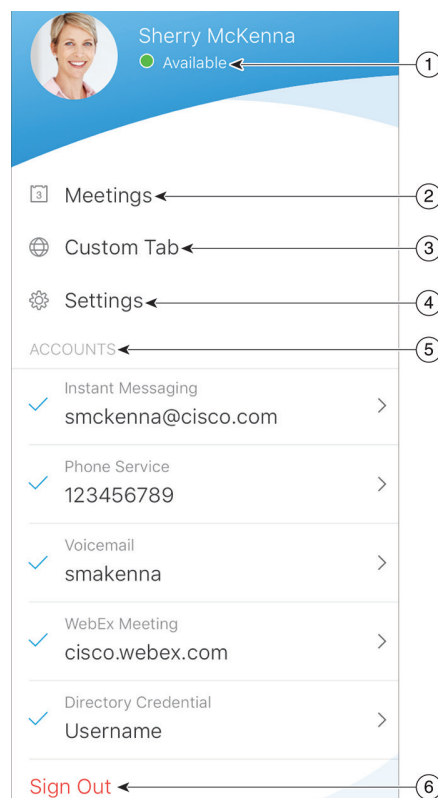 Sherry McKenna
Available
1
3
Meetings
2
Custom Tab
3
Settings
4
ACCOUNTS
5
Instant Messaging
smckenna@cisco.com
Phone Service
123456789
Voicemail
smakenna
WebEx Meeting
cisco.webex.com
Directory Credential
Username
Sign Out
6